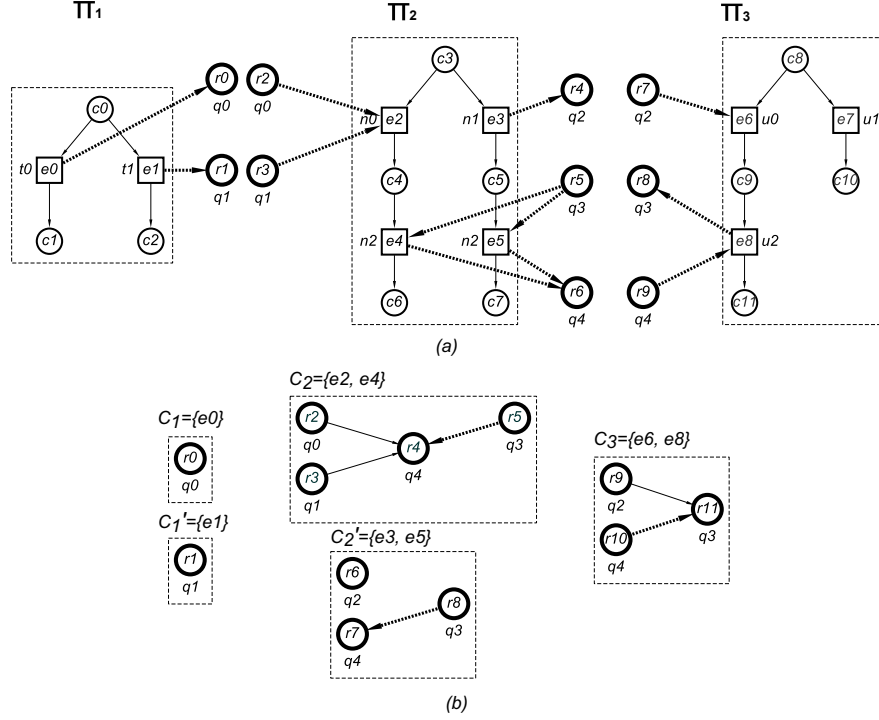 Π1 Π2 Π3
c3 c8
r0 r2 r4 r7
q0 q0 q2 q2
c0
n0 e2 n1 e3 e6 u0 e7 u1
t0 e0 t1 e1 r1 r3 c4 c5 r5 r8 c9 c10
q1 q1 q3 q3
c1 c2 n2 e4 n2 e5 e8 u2
c6 c7 r6 r9 c11
q4 q4
(a)
C2={e2, e4}
C1={e0} r2 r5
q0 r4 q3
r0 q4
q0 r3
q1
C3={e6, e8}
r9
q2 r11
r10 q3
q4
C1'={e1} C2'={e3, e5}
r1 r6
q1 q2 r8
r7 q3
q4
(b)